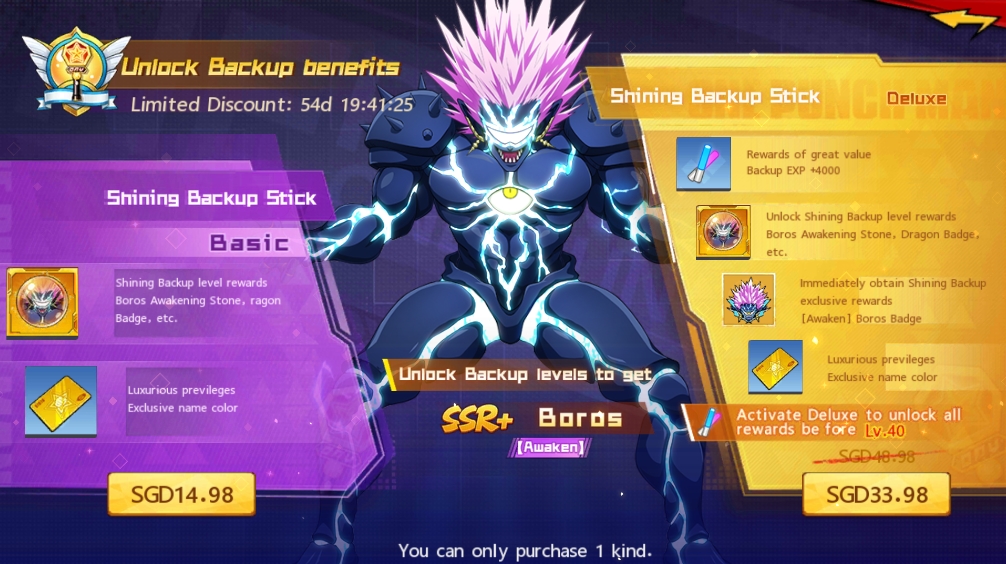 Unlock Backup benefits
Limited Discount: 54d 19:41:25
Shining Backup Stick
Basic
Shining Backup level rewards
Boros Awakening Stone, ragon
Badge, etc.
Luxurious previleges
Exclusive name color
SGD14.98
Unlock Backup levels to get
SSR+ Boros
[Awaken]
Shining Backup Stick Deluxe
Rewards of great value
Backup EXP +4000
Unlock Shining Backup level rewards
Boros Awakening Stone, Dragon Badge,
etc.
Immediately obtain Shining Backup
exclusive rewards
[Awaken] Boros Badge
Luxurious previleges
Exclusive name color
Activate Deluxe to unlock all
rewards be fore Lv.40
SGD48.98
SGD33.98
You can only purchase 1 kind.